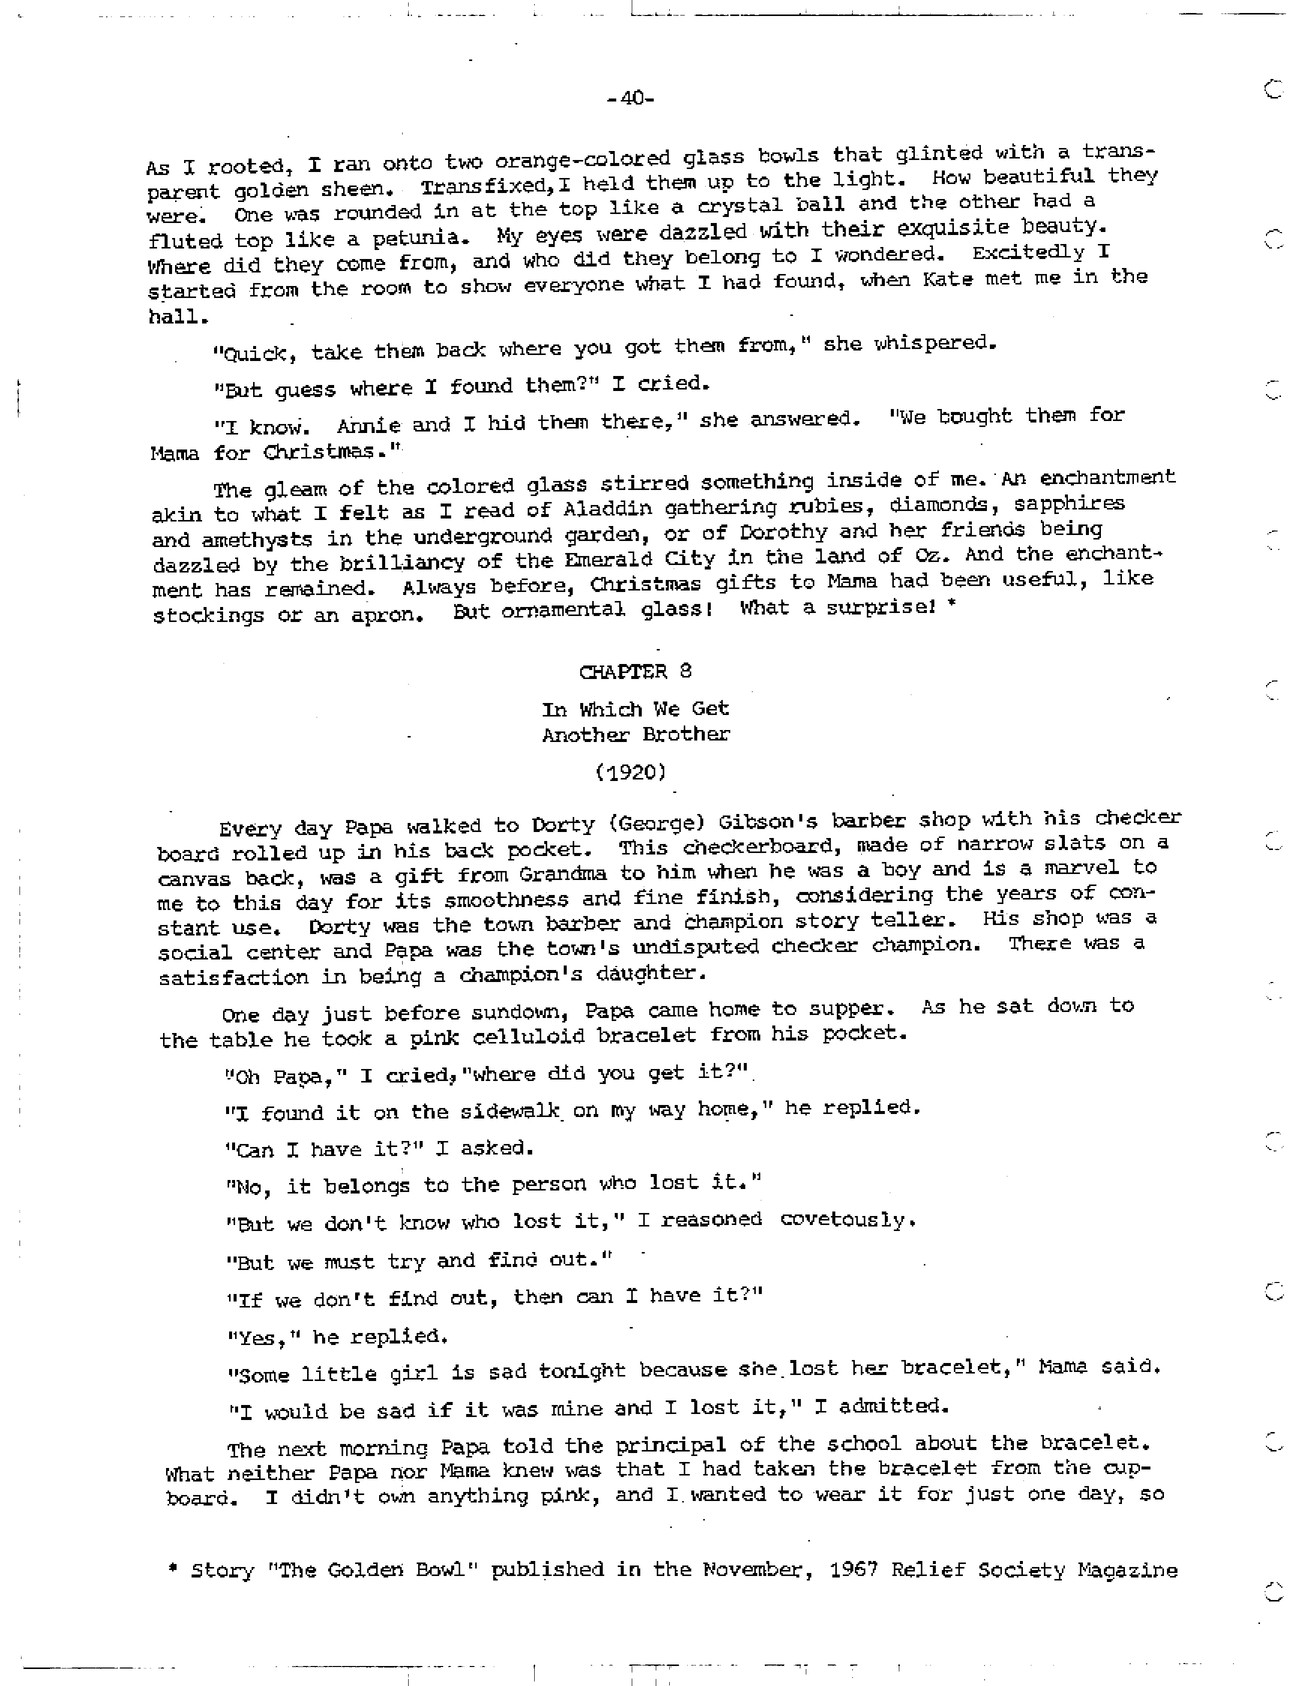 -40-
As I rooted, I ran onto two orange-colored glass bowls that glinted with a trans-
parent golden sheen. Transfixed, I held them up to the light. How beautiful they
were. One was rounded in at the top like a crystal ball and the other had a
fluted top like a petunia. My eyes were dazzled with their exquisite beauty.
Where did they come from, and who did they belong to I wondered. Excitedly I
started from the room to show everyone what I had found, when Kate met me in the
hall.
"Quick, take them back where you got them from," she whispered.
"But guess where I found them?" I cried.
"I know. Annie and I hid them there," she answered. "We bought them for
Mama for Christmas."
The gleam of the colored glass stirred something inside of me. An enchantment
akin to what I felt as I read of Aladdin gathering rubies, diamonds, sapphires
and amethysts in the underground garden, or of Dorothy and her friends being
dazzled by the brilliancy of the Emerald City in the land of Oz. And the enchant-
ment has remained. Always before, Christmas gifts to Mama had been useful, like
stockings or an apron. But ornamental glass! What a surprise! *
CHAPTER 8
In Which We Get
Another Brother
(1920)
Every day Papa walked to Dorty (George) Gibson's barber shop with his checker
board rolled up in his back pocket. This checkerboard, made of narrow slats on a
canvas back, was a gift from Grandma to him when he was a boy and is a marvel to
me to this day for its smoothness and fine finish, considering the years of con-
stant use. Dorty was the town barber and champion story teller. His shop was a
social center and Papa was the town's undisputed checker champion. There was a
satisfaction in being a champion's daughter.
One day just before sundown, Papa came home to supper. As he sat down to
the table he took a pink celluloid bracelet from his pocket.
"Oh Papa," I cried, "where did you get it?"
"I found it on the sidewalk on my way home," he replied.
"Can I have it?" I asked.
"No, it belongs to the person who lost it."
"But we don't know who lost it," I reasoned covetously.
"But we must try and find out."
"If we don't find out, then can I have it?"
"Yes," he replied.
"Some little girl is sad tonight because she lost her bracelet," Mama said.
"I would be sad if it was mine and I lost it," I admitted.
The next morning Papa told the principal of the school about the bracelet.
What neither Papa nor Mama knew was that I had taken the bracelet from the cup-
board. I didn't own anything pink, and I wanted to wear it for just one day, so
* Story "The Golden Bowl" published in the November, 1967 Relief Society Magazine